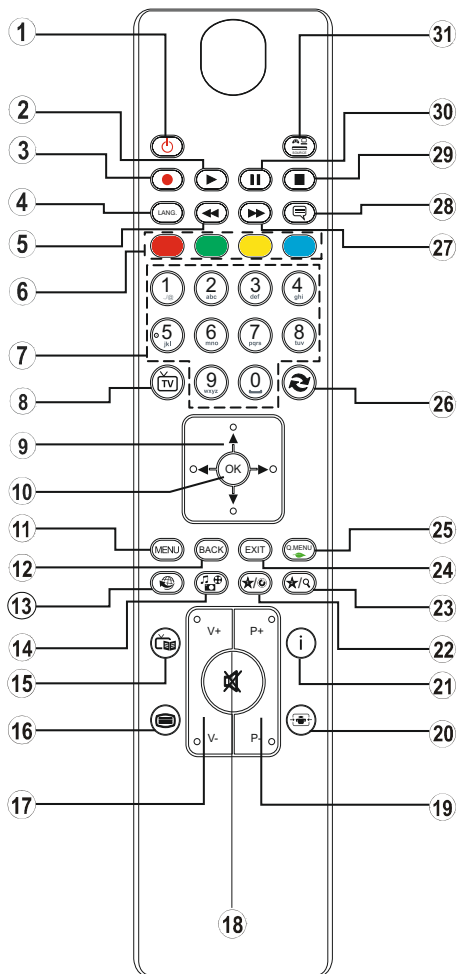 1
31
2
30
SOURCE
3
29
4
LANG.
28
5
27
6
1 2 3 4
./@ abc def ghi
7
5 6 7 8
jkl mno pqrs tuv
8
TV
9 0
wxyz
26
9
10
OK
11
MENU BACK EXIT Q.MENU
25
12
24
13
23
14
V+ P+
22
15
i
21
16
20
17
V- P-
19
18